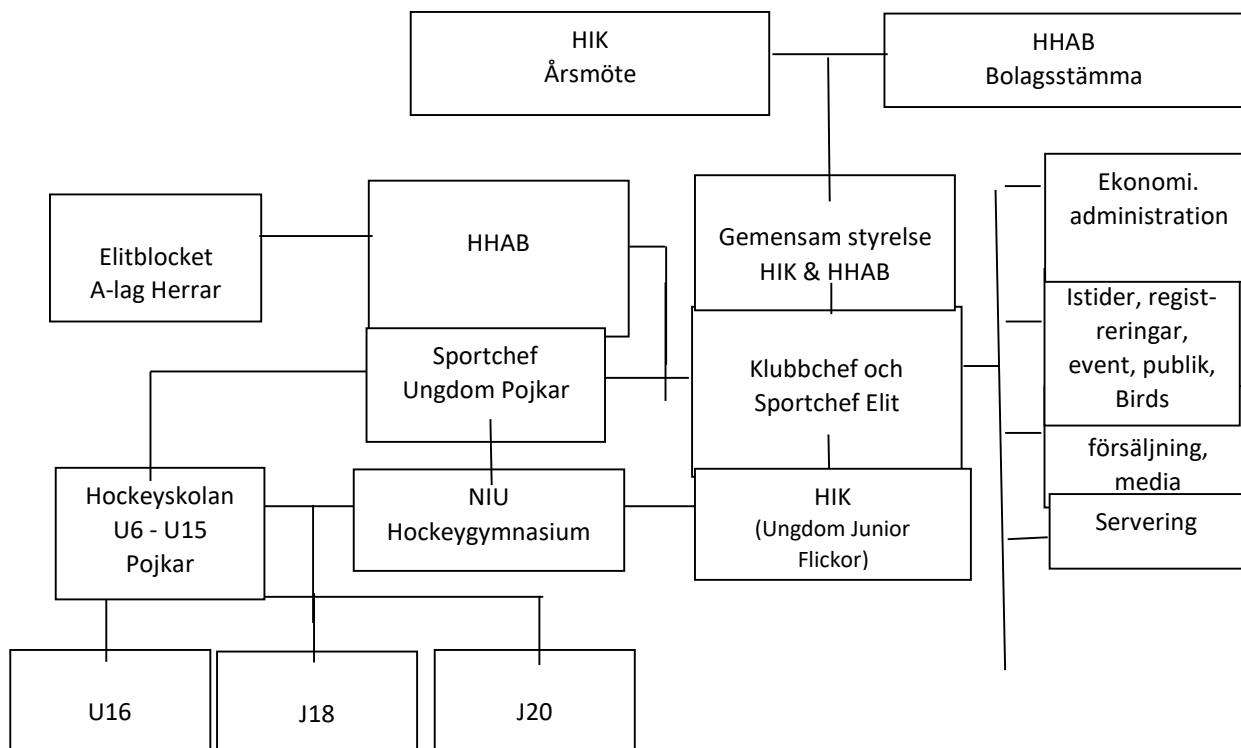 HIK
Årsmöte
HHAB
Bolagsstämma
Elitblocket
A-lag Herrar
HHAB
Gemensam styrelse
HIK & HHAB
Ekonomi.
administration
Sportchef
Ungdom Pojkar
Klubbchef och
Sportchef Elit
Istider, regist-
reringar,
event, publik,
Birds
försäljning,
media
Servering
Hockeyskolan
U6 - U15
Pojkar
NIU
Hockeygymnasium
HIK
(Ungdom Junior
Flickor)
U16
J18
J20